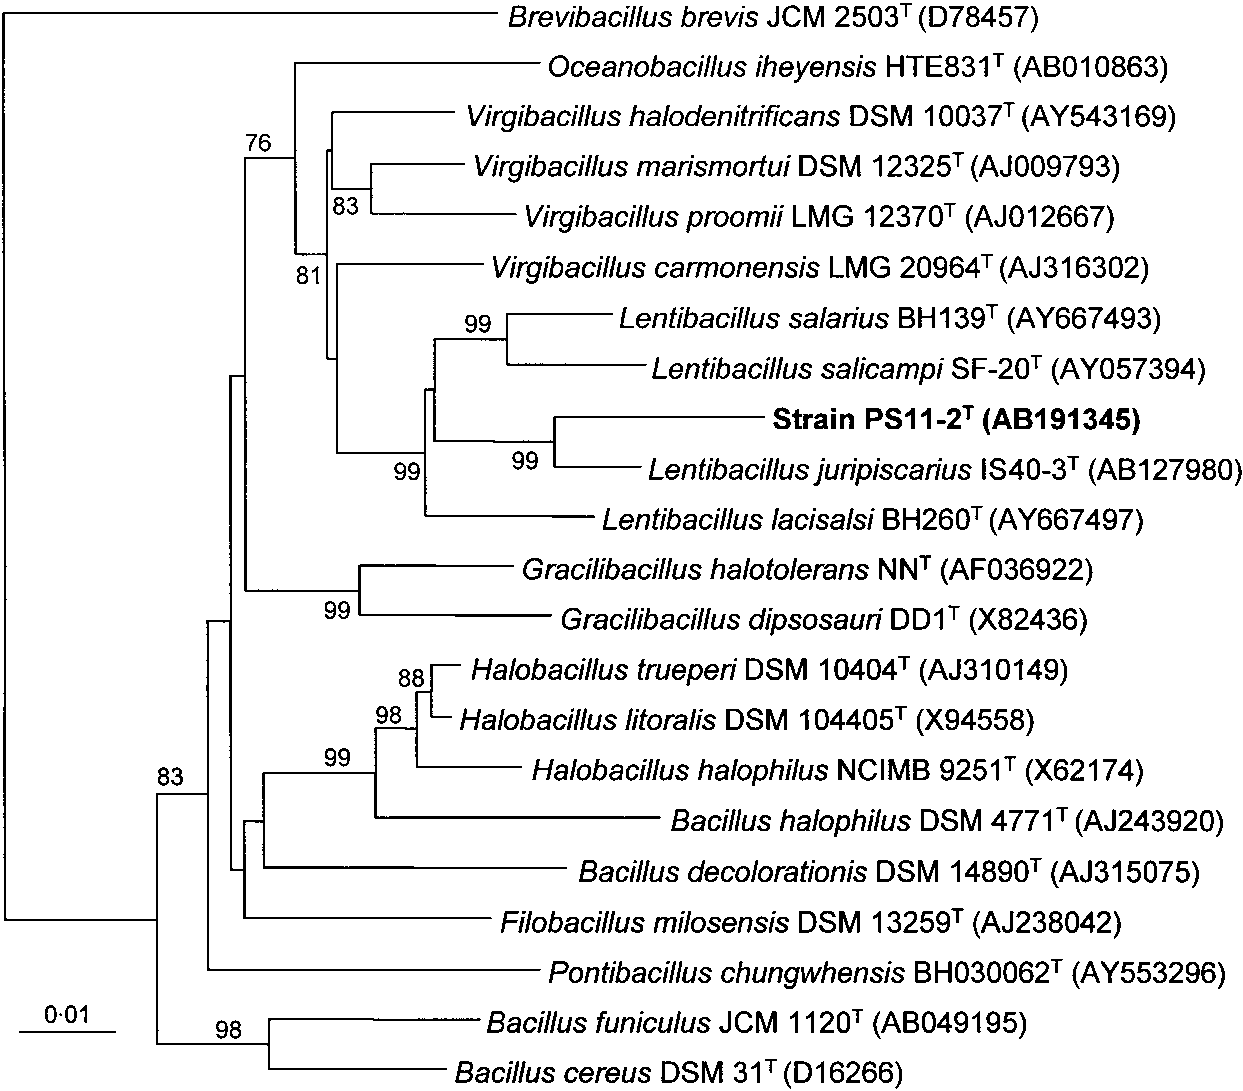 Brevibacillus brevis JCM 2503T (D78457)
Oceanobacillus iheyensis HTE831T (AB010863)
Virgibacillus halodenitrificans DSM 10037T (AY543169)
76
Virgibacillus marismortui DSM 12325T (AJ009793)
83
Virgibacillus proomii LMG 12370T (AJ012667)
81
Virgibacillus carmonensis LMG 20964T (AJ316302)
99
Lentibacillus salarius BH139T (AY667493)
Lentibacillus salicampi SF-20T (AY057394)
Strain PS11-2T (AB191345)
99
99
Lentibacillus juripiscarius IS40-3T (AB127980)
Lentibacillus lacisalsi BH260T (AY667497)
Gracilibacillus halotolerans NNT (AF036922)
99
Gracilibacillus dipsosauri DD1T (X82436)
88
Halobacillus trueperi DSM 10404T (AJ310149)
98
Halobacillus litoralis DSM 104405T (X94558)
99
83
Halobacillus halophilus NCIMB 9251T (X62174)
Bacillus halophilus DSM 4771T (AJ243920)
Bacillus decolorationis DSM 14890T (AJ315075)
Filobacillus milosensis DSM 13259T (AJ238042)
Pontibacillus chungwhensis BH030062T (AY553296)
0·01
98
Bacillus funiculus JCM 1120T (AB049195)
Bacillus cereus DSM 31T (D16266)